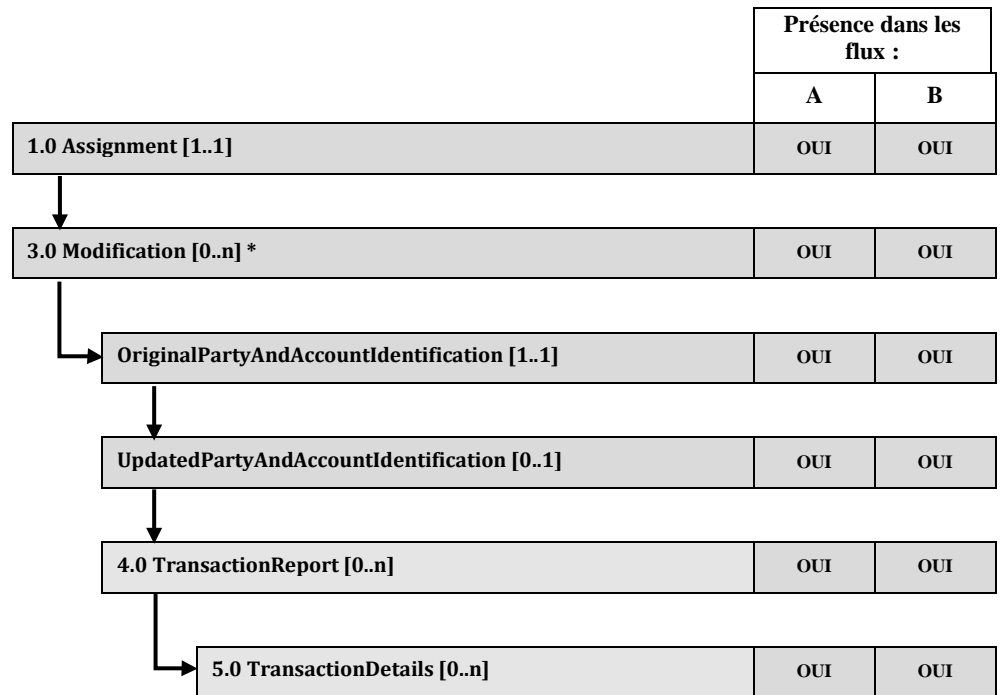 Présence dans les
flux :
A B
1.0 Assignment [1..1] OUI OUI
3.0 Modification [0..n] * OUI OUI
OriginalPartyAndAccountIdentification [1..1] OUI OUI
UpdatedPartyAndAccountIdentification [0..1] OUI OUI
4.0 TransactionReport [0..n] OUI OUI
5.0 TransactionDetails [0..n] OUI OUI